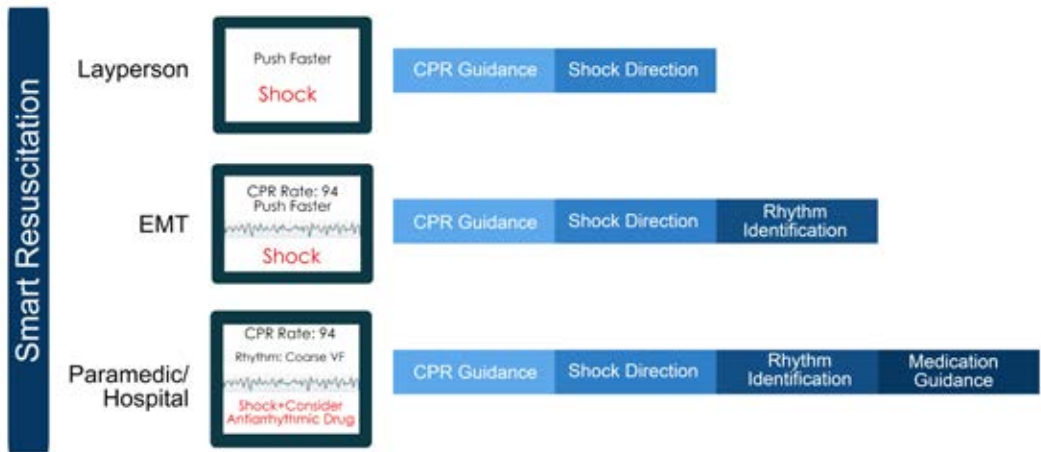 Smart Resuscitation
Layperson
Push Faster
Shock
CPR Guidance
Shock Direction
EMT
CPR Rate: 94
Push Faster
Shock
CPR Guidance
Shock Direction
Rhythm
Identification
Paramedic/
Hospital
CPR Rate: 94
Rhythm: Coarse VF
Shock+Consider
Antiarrhythmic Drug
CPR Guidance
Shock Direction
Rhythm
Identification
Medication
Guidance